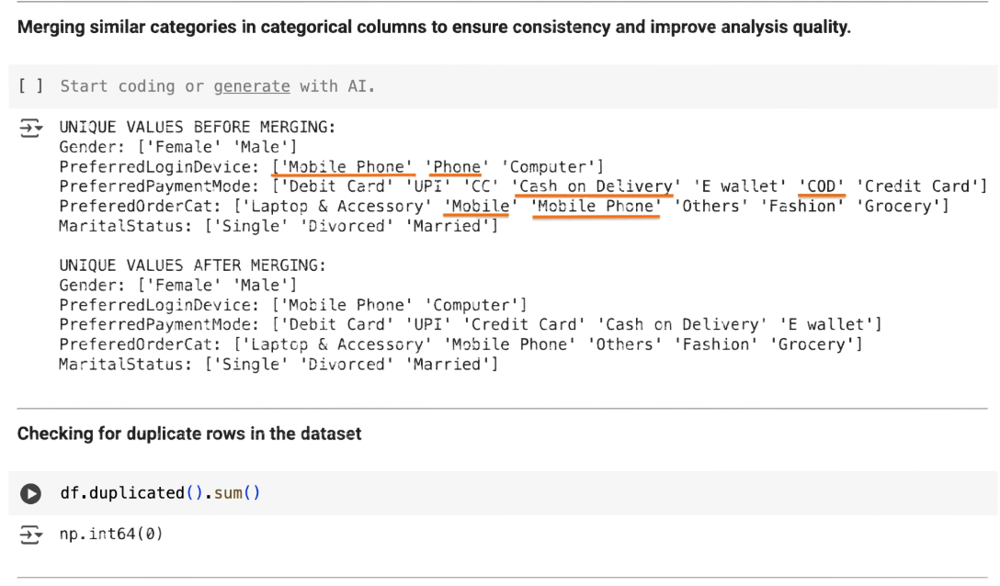 Merging similar categories in categorical columns to ensure consistency and improve analysis quality.
[ ] Start coding or generate with AI.
UNIQUE VALUES BEFORE MERGING:
Gender: ['Female' 'Male']
PreferredLoginDevice: ['Mobile Phone' 'Phone' 'Computer']
PreferredPaymentMode: ['Debit Card' 'UPI' 'CC' 'Cash on Delivery' 'E wallet' 'COD' 'Credit Card']
PreferedOrderCat: ['Laptop & Accessory' 'Mobile' 'Mobile Phone' 'Others' 'Fashion' 'Grocery']
MaritalStatus: ['Single' 'Divorced' 'Married']
UNIQUE VALUES AFTER MERGING:
Gender: ['Female' 'Male']
PreferredLoginDevice: ['Mobile Phone' 'Computer']
PreferredPaymentMode: ['Debit Card' 'UPI' 'Credit Card' 'Cash on Delivery' 'E wallet']
PreferedOrderCat: ['Laptop & Accessory' 'Mobile Phone' 'Others' 'Fashion' 'Grocery']
MaritalStatus: ['Single' 'Divorced' 'Married']
Checking for duplicate rows in the dataset
df.duplicated().sum()
np.int64(0)